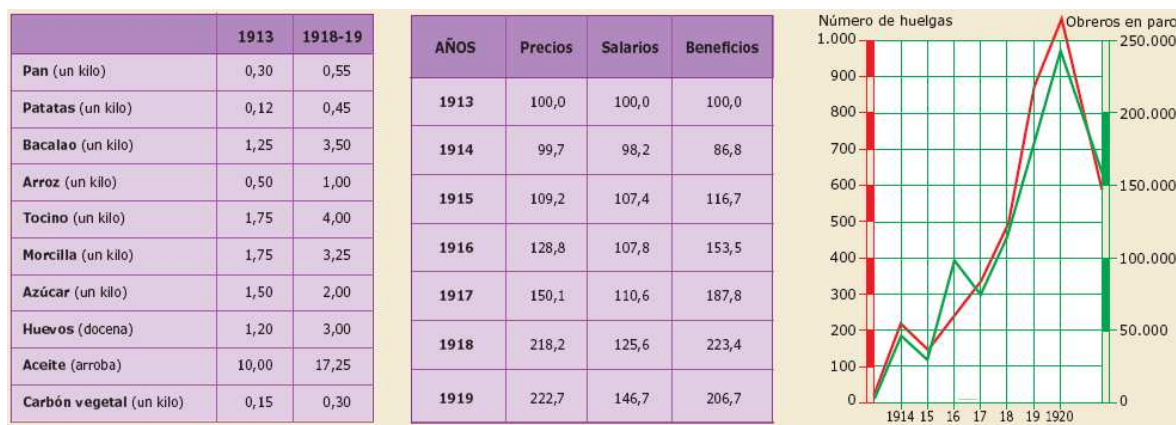 1913 1918-19
Pan (un kilo) 0,30 0,55
Patatas (un kilo) 0,12 0,45
Bacalao (un kilo) 1,25 3,50
Arroz (un kilo) 0,50 1,00
Tocino (un kilo) 1,75 4,00
Morcilla (un kilo) 1,75 3,25
Azúcar (un kilo) 1,50 2,00
Huevos (docena) 1,20 3,00
Aceite (arroba) 10,00 17,25
Carbón vegetal (un kilo) 0,15 0,30
AÑOS Precios Salarios Beneficios
1913 100,0 100,0 100,0
1914 99,7 98,2 86,8
1915 109,2 107,4 116,7
1916 128,8 107,8 153,5
1917 150,1 110,6 187,8
1918 218,2 125,6 223,4
1919 222,7 146,7 206,7
Número de huelgas Obreros en paro
1.000 250.000
900
800 200.000
700
600 150.000
500
400 100.000
300
200 50.000
100
0 0
1914 15 16 17 18 19 1920